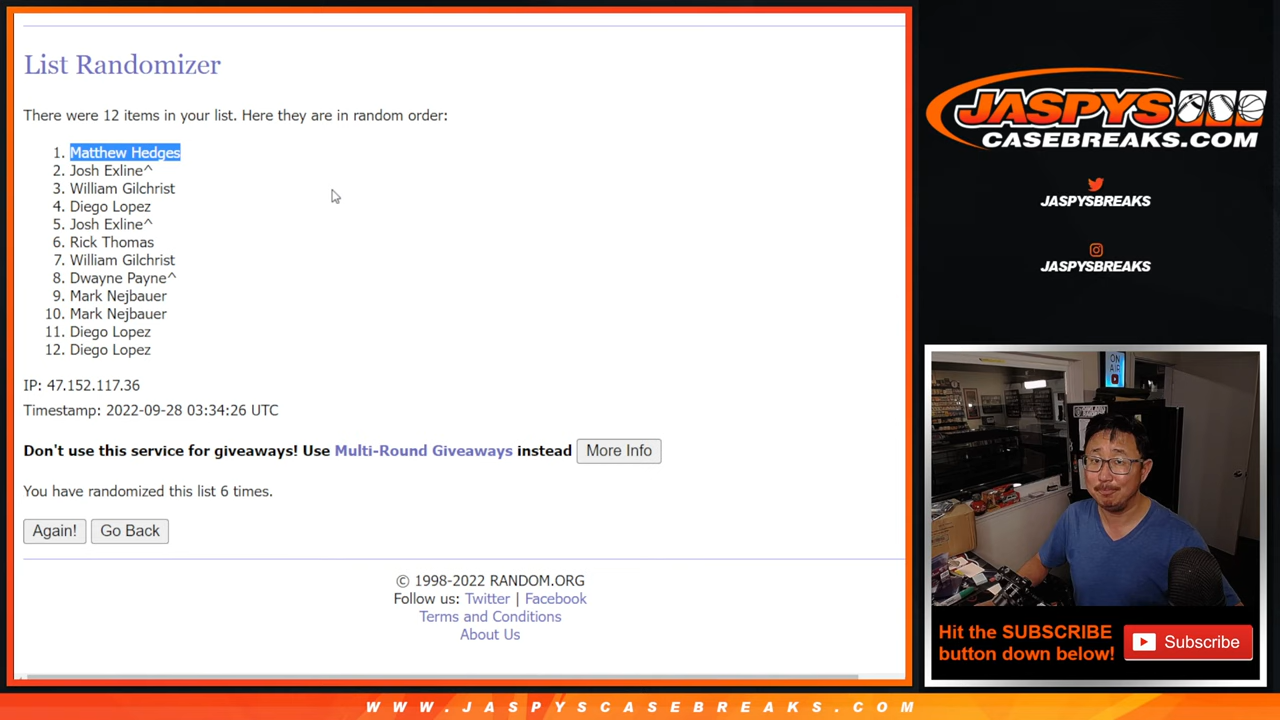 List Randomizer
There were 12 items in your list. Here they are in random order:
1. Matthew Hedges
2. Josh Exline^
3. William Gilchrist
4. Diego Lopez
5. Josh Exline^
6. Rick Thomas
7. William Gilchrist
8. Dwayne Payne^
9. Mark Nejbauer
10. Mark Nejbauer
11. Diego Lopez
12. Diego Lopez
IP: 47.152.117.36
Timestamp: 2022-09-28 03:34:26 UTC
Don't use this service for giveaways! Use Multi-Round Giveaways instead More Info
You have randomized this list 6 times.
Again! Go Back
© 1998-2022 RANDOM.ORG
Follow us: Twitter | Facebook
Terms and Conditions
About Us
JASPYS
CASEBREAKS.COM
JASPYSBREAKS
JASPYSBREAKS
ON
AIR
Hit the SUBSCRIBE
button down below!
Subscribe
WWW.JASPYSCASEBREAKS.COM